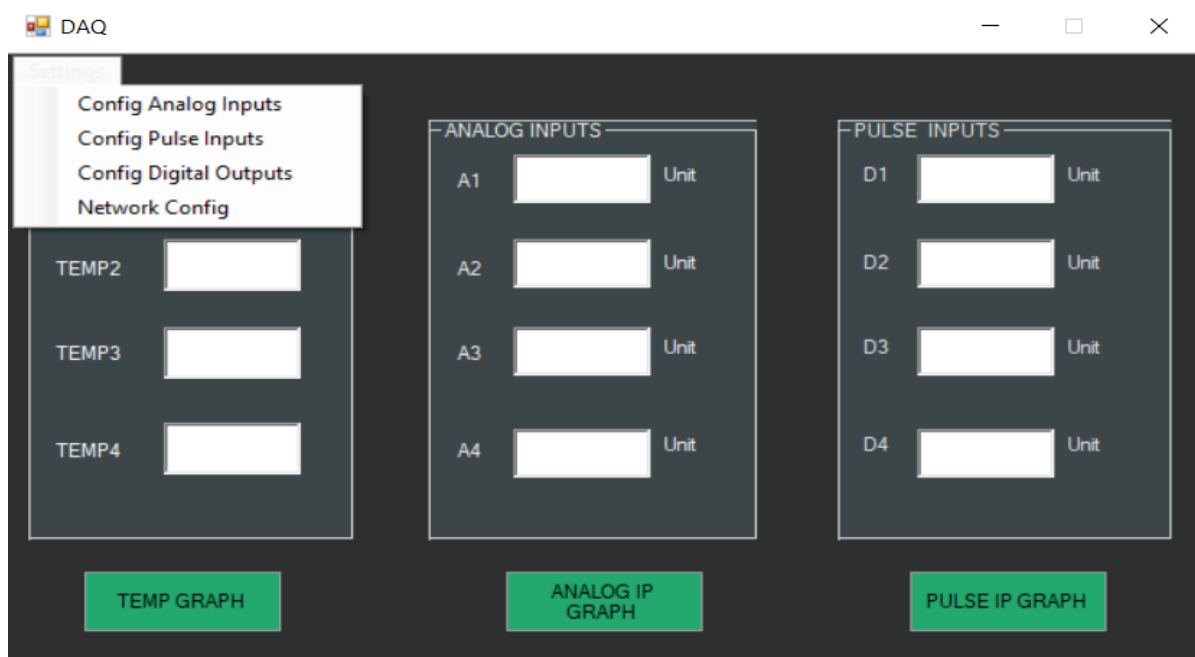 DAQ
Settings
Config Analog Inputs
Config Pulse Inputs
Config Digital Outputs
Network Config
TEMP2
TEMP3
TEMP4
TEMP GRAPH
ANALOG INPUTS
A1 Unit
A2 Unit
A3 Unit
A4 Unit
ANALOG IP
GRAPH
PULSE INPUTS
D1 Unit
D2 Unit
D3 Unit
D4 Unit
PULSE IP GRAPH